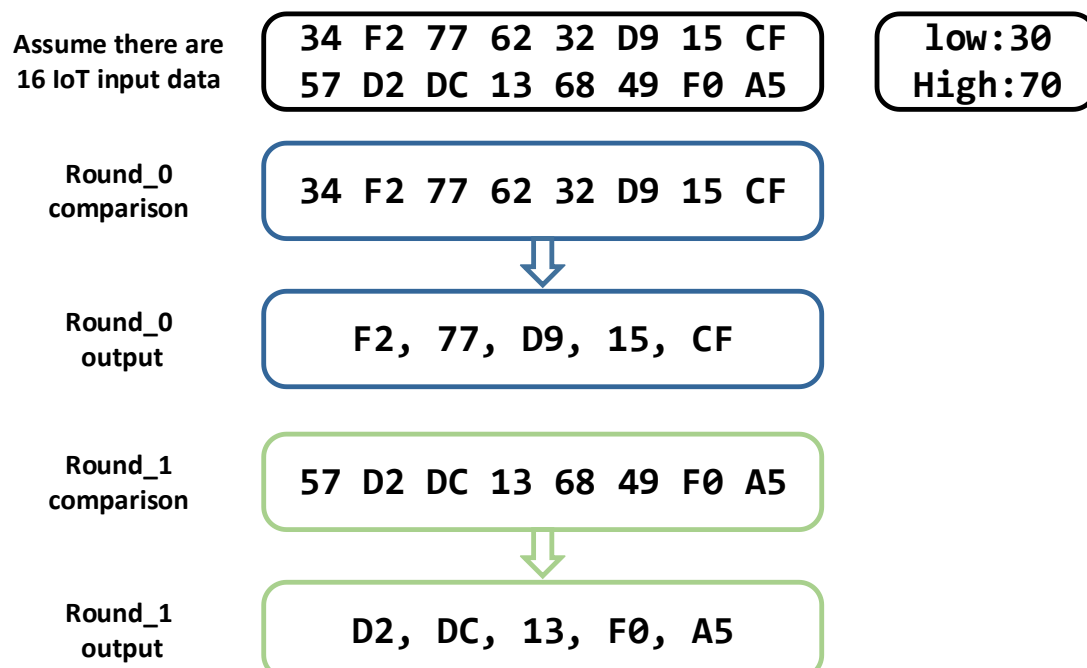 Assume there are
16 IoT input data
34 F2 77 62 32 D9 15 CF
57 D2 DC 13 68 49 F0 A5
low:30
High:70
Round_0
comparison
34 F2 77 62 32 D9 15 CF
Round_0
output
F2, 77, D9, 15, CF
Round_1
comparison
57 D2 DC 13 68 49 F0 A5
Round_1
output
D2, DC, 13, F0, A5